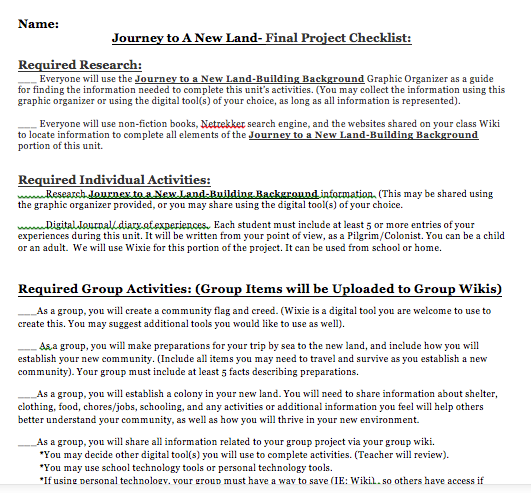 Name:
Journey to A New Land- Final Project Checklist:
Required Research:
___ Everyone will use the Journey to a New Land-Building Background Graphic Organizer as a guide
for finding the information needed to complete this unit's activities. (You may collect the information using this
graphic organizer or using the digital tool(s) of your choice, as long as all information is represented).
___ Everyone will use non-fiction books, Netrekker search engine, and the websites shared on your class Wiki
to locate information to complete all elements of the Journey to a New Land-Building Background
portion of this unit.
Required Individual Activities:
____Research Journey to a New Land-Building Background information. (This may be shared using
the graphic organizer provided, or you may share using the digital tool(s) of your choice.
____Digital Journal/ diary of experiences. Each student must include at least 5 or more entries of your
experiences during this unit. It will be written from your point of view, as a Pilgrim/Colonist. You can be a child
or an adult. We will use Wixie for this portion of the project. It can be used from school or home.
Required Group Activities: (Group Items will be Uploaded to Group Wikis)
___As a group, you will create a community flag and creed. (Wixie is a digital tool you are welcome to use to
create this. You may suggest additional tools you would like to use as well).
___ As a group, you will make preparations for your trip by sea to the new land, and include how you will
establish your new community. (Include all items you may need to travel and survive as you establish a new
community). Your group must include at least 5 facts describing preparations.
___As a group, you will establish a colony in your new land. You will need to share information about shelter,
clothing, food, chores/jobs, schooling, and any activities or additional information you feel will help others
better understand your community, as well as how you will thrive in your new environment.
___As a group, you will share all information related to your group project via your group wiki.
*You may decide other digital tool(s) you will use to complete activities. (Teacher will review).
*You may use school technology tools or personal technology tools.
*If using personal technology, your group must have a way to save (IE: Wiki), so others have access if